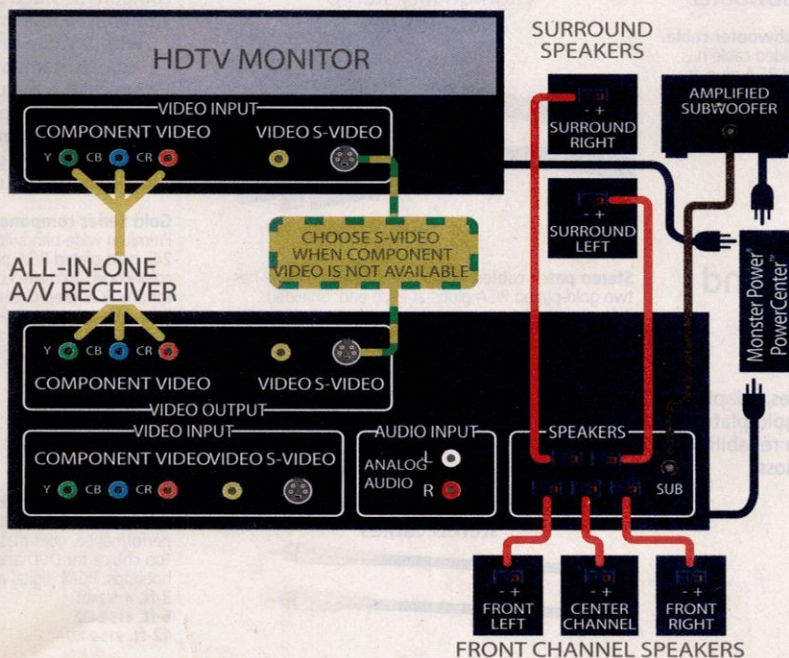 HDTV MONITOR
VIDEO INPUT
COMPONENT VIDEO VIDEO S-VIDEO
Y CB CR
CHOOSE S-VIDEO
WHEN COMPONENT
VIDEO IS NOT AVAILABLE
ALL-IN-ONE
A/V RECEIVER
Y CB CR
COMPONENT VIDEO VIDEO S-VIDEO
VIDEO OUTPUT
VIDEO INPUT
COMPONENT VIDEO VIDEO S-VIDEO
Y CB CR
AUDIO INPUT
ANALOG AUDIO
L
R
SPEAKERS
SUB
SURROUND
SPEAKERS
- +
SURROUND
RIGHT
- +
SURROUND
LEFT
AMPLIFIED
SUBWOOFER
Monster Power®
PowerCenter™
- +
FRONT
LEFT
- +
CENTER
CHANNEL
- +
FRONT
RIGHT
FRONT CHANNEL SPEAKERS